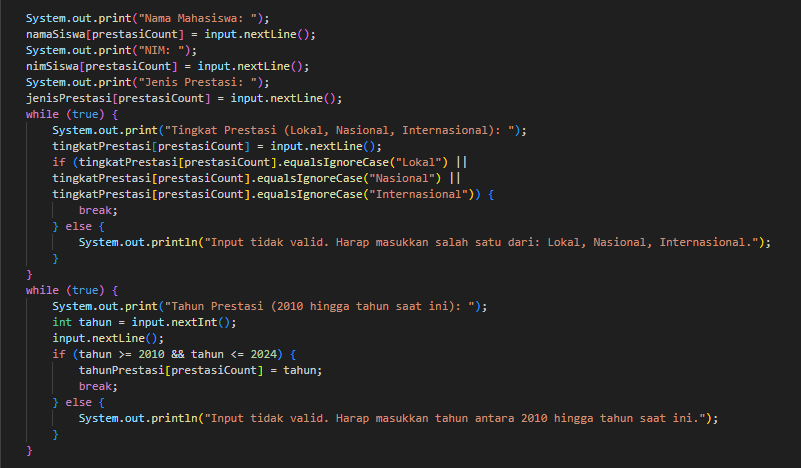 System.out.print("Nama Mahasiswa: ");
namaSiswa[prestasiCount] = input.nextLine();
System.out.print("NIM: ");
nimSiswa[prestasiCount] = input.nextLine();
System.out.print("Jenis Prestasi: ");
jenisPrestasi[prestasiCount] = input.nextLine();
while (true) {
    System.out.print("Tingkat Prestasi (Lokal, Nasional, Internasional): ");
    tingkatPrestasi[prestasiCount] = input.nextLine();
    if (tingkatPrestasi[prestasiCount].equalsIgnoreCase("Lokal") ||
    tingkatPrestasi[prestasiCount].equalsIgnoreCase("Nasional") ||
    tingkatPrestasi[prestasiCount].equalsIgnoreCase("Internasional")) {
        break;
    } else {
        System.out.println("Input tidak valid. Harap masukkan salah satu dari: Lokal, Nasional, Internasional.");
    }
}
while (true) {
    System.out.print("Tahun Prestasi (2010 hingga tahun saat ini): ");
    int tahun = input.nextInt();
    input.nextLine();
    if (tahun >= 2010 && tahun <= 2024) {
        tahunPrestasi[prestasiCount] = tahun;
        break;
    } else {
        System.out.println("Input tidak valid. Harap masukkan tahun antara 2010 hingga tahun saat ini.");
    }
}